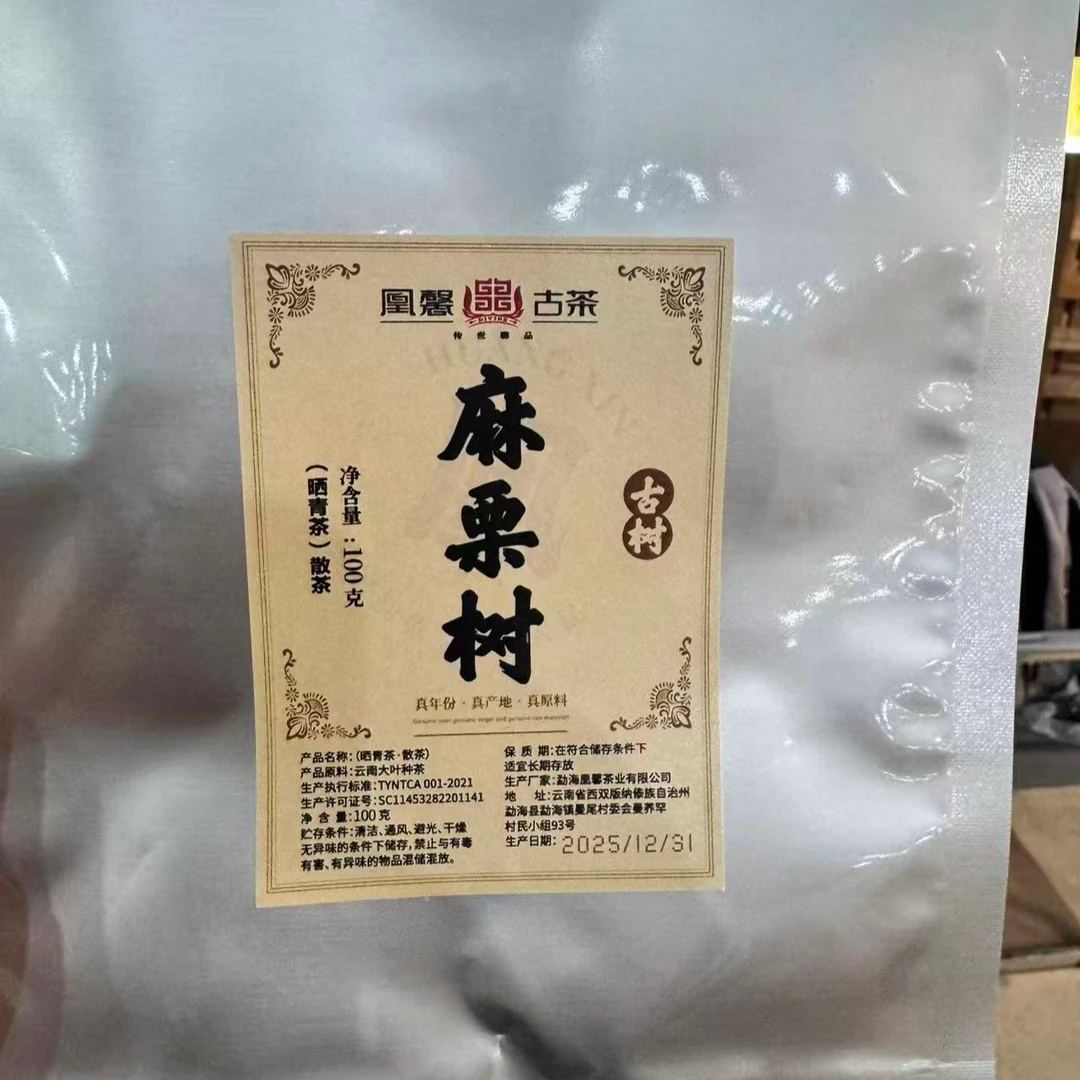 凰馨 古茶
LIVING
传世御品
麻栗树
古树
净含量：100克
（晒青茶）散茶
真年份·真产地·真原料
产品名称：（晒青茶·散茶）
产品原料：云南大叶种茶
生产执行标准：TYNTCA 001-2021
生产许可证号：SC11453282201141
净 含 量：100克
贮存条件：清洁、通风、避光、干燥
无异味的条件下储存，禁止与有毒
有害、有异味的物品混储混放。
保 质 期：在符合储存条件下
适宜长期存放
生产厂家：勐海凰馨茶业有限公司
地 址：云南省西双版纳傣族自治州
勐海县勐海镇曼尾村委会曼养罕
村民小组93号
生产日期：2025/12/31